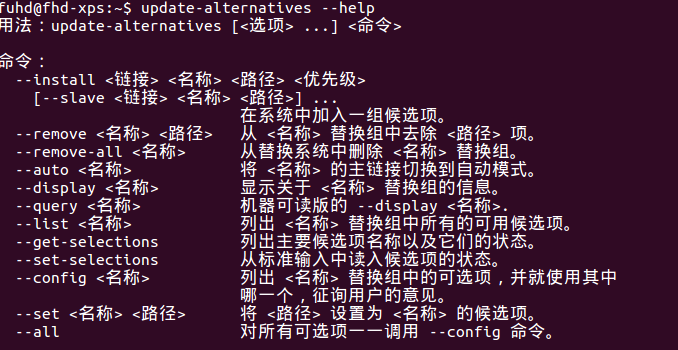 fuhd@fhd-xps:~$ update-alternatives --help
用法：update-alternatives [<选项> ...] <命令>
命令：
--install <链接> <名称> <路径> <优先级>
[--slave <链接> <名称> <路径>] ...
在系统中加入一组候选项。
--remove <名称> <路径> 从 <名称> 替换组中去除 <路径> 项。
--remove-all <名称> 从替换系统中删除 <名称> 替换组。
--auto <名称> 将 <名称> 的主链接切换到自动模式。
--display <名称> 显示关于 <名称> 替换组的信息。
--query <名称> 机器可读版的 --display <名称>.
--list <名称> 列出 <名称> 替换组中所有的可用候选项。
--get-selections 列出主要候选项名称以及它们的状态。
--set-selections 从标准输入中读入候选项的状态。
--config <名称> 列出 <名称> 替换组中的可选项，并就使用其中
哪一个，征询用户的意见。
--set <名称> <路径> 将 <路径> 设置为 <名称> 的候选项。
--all 对所有可选项一一调用 --config 命令。